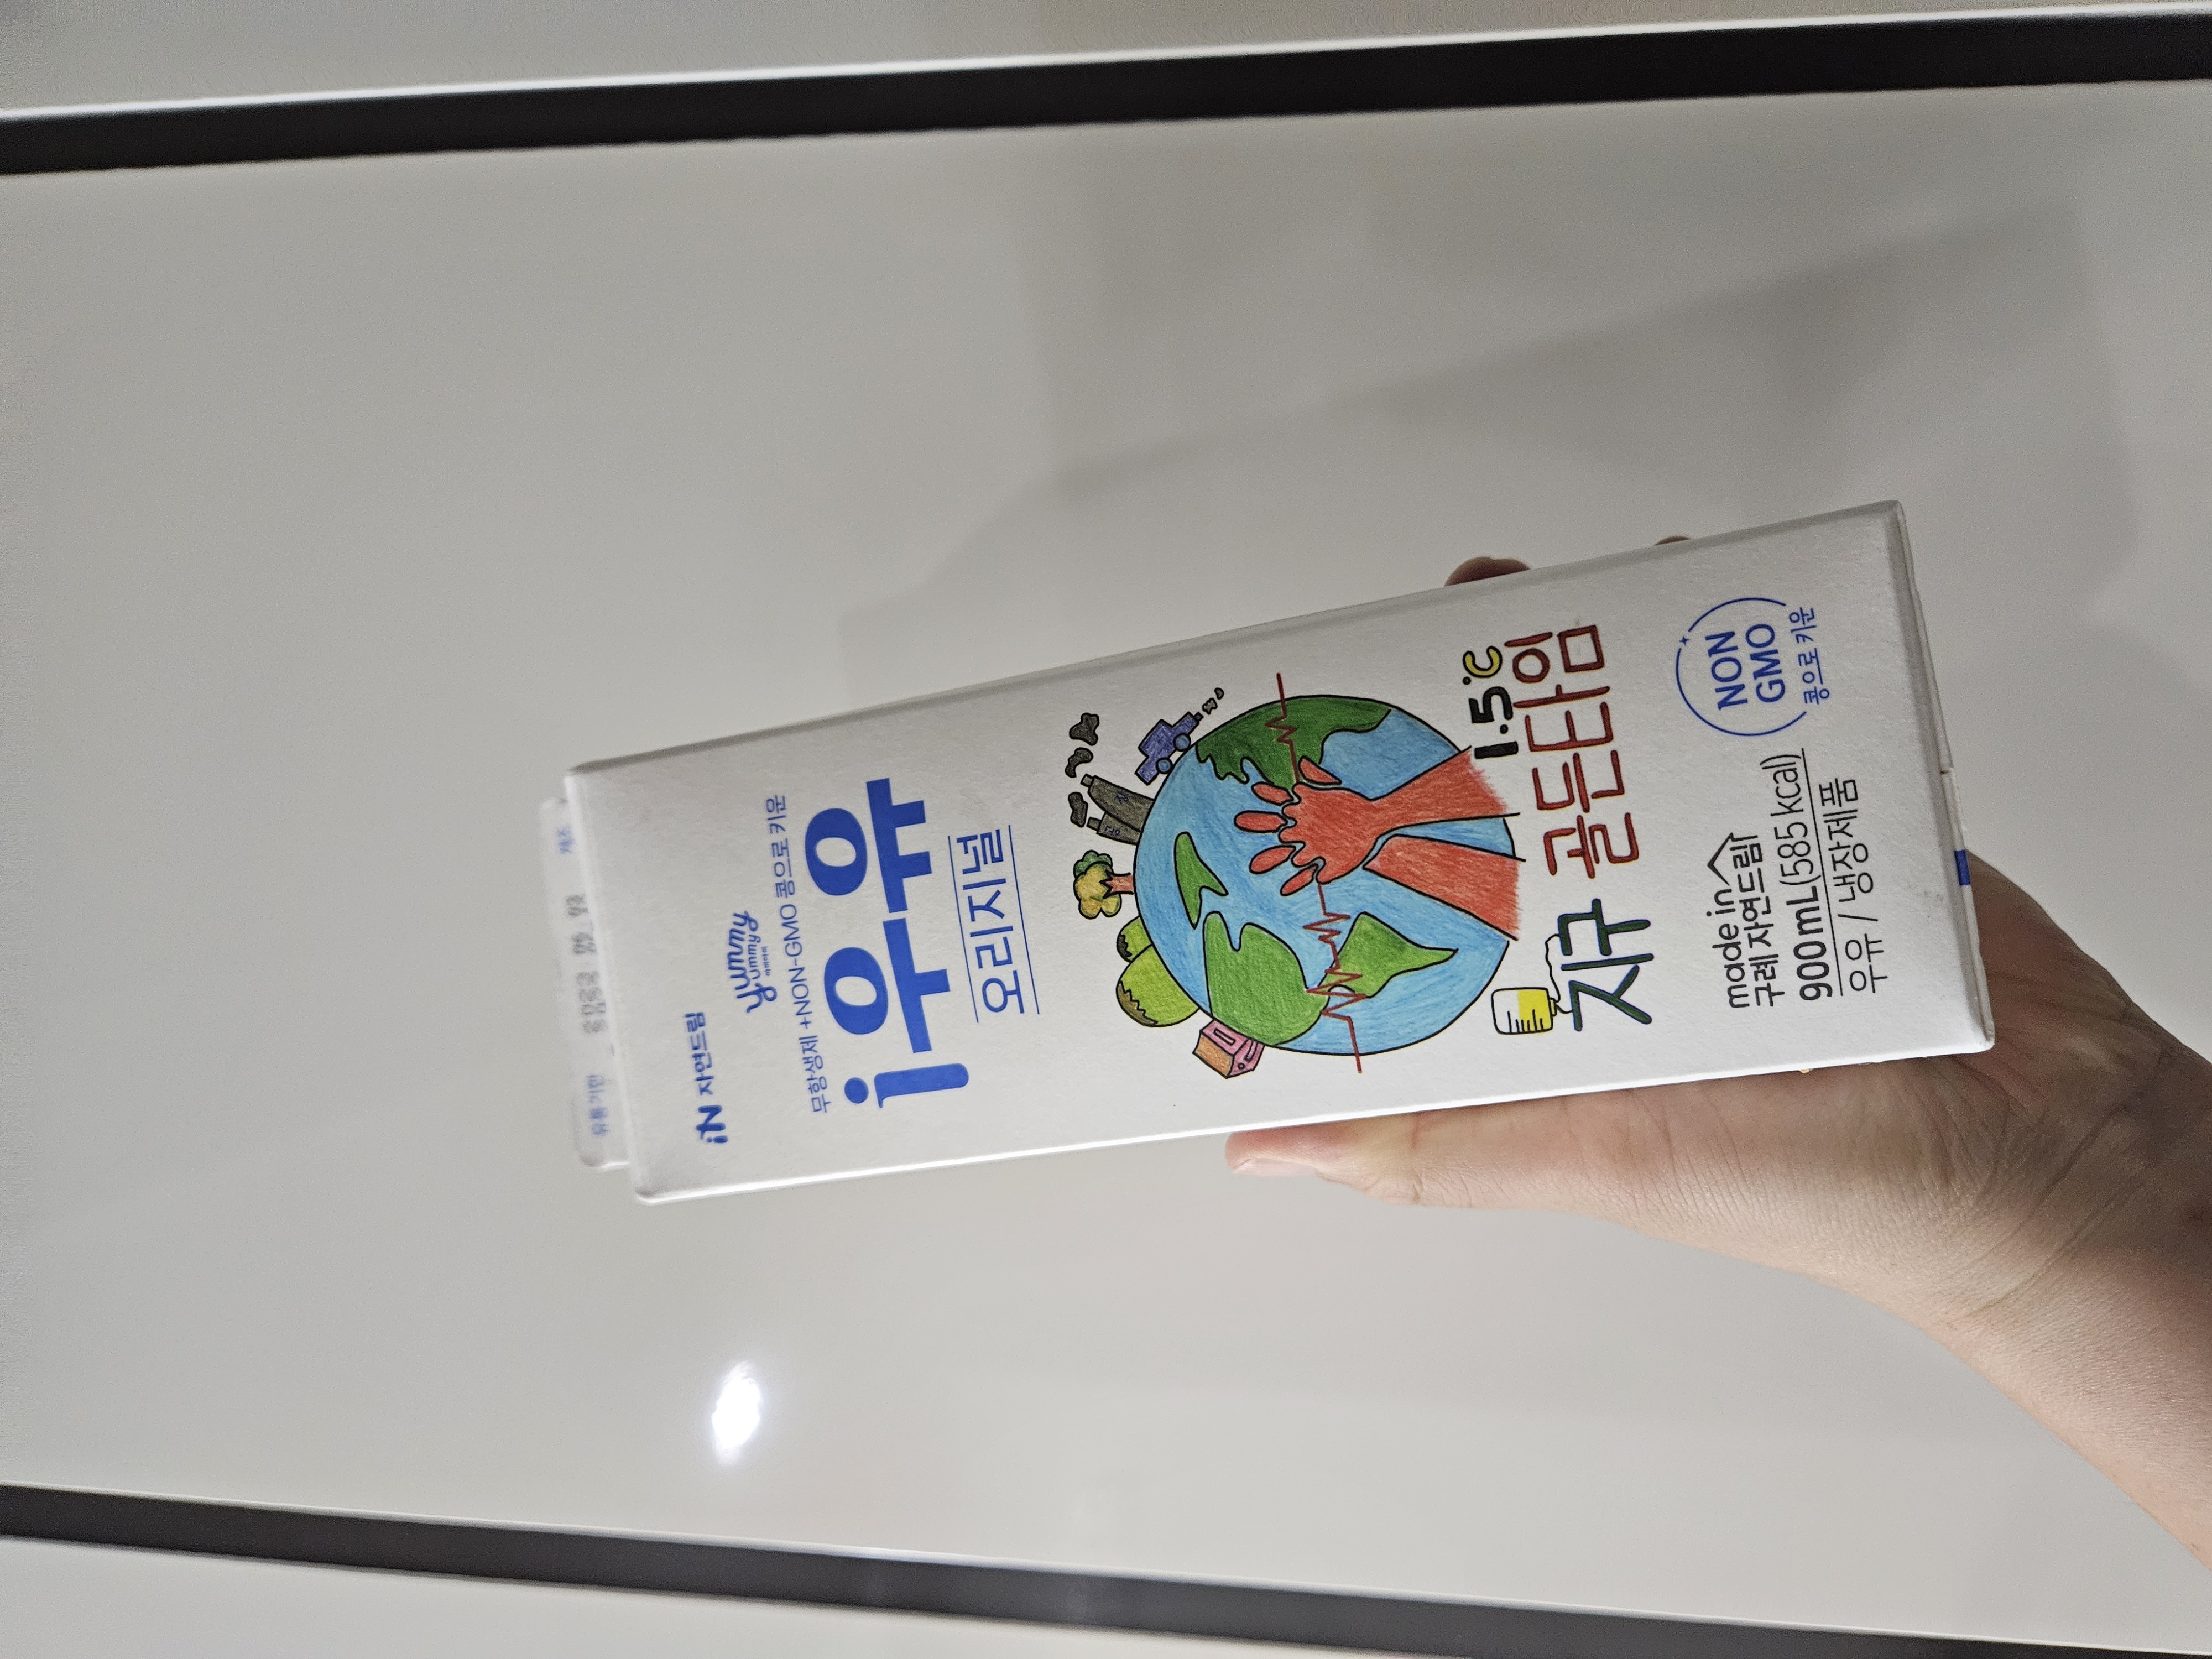 유통기한
iN 자연드림
yummy
yummy
무항생제+NON-GMO 콩으로 키운
i우유
오리지널
1.5℃
지구 골든타임
made in
구례 자연드림
900mL(585 kcal)
우유 / 냉장제품
NON
GMO
콩으로 키운